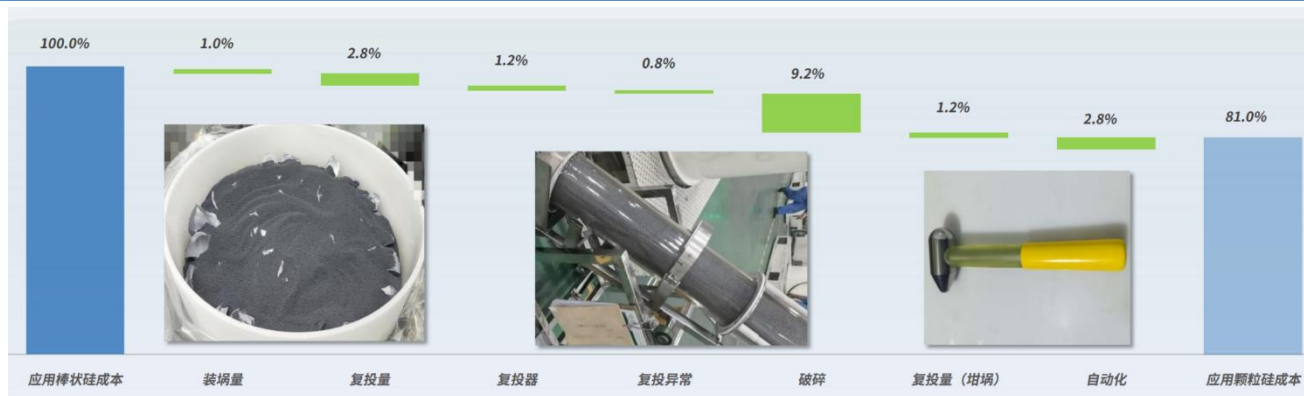 100.0%
1.0%
2.8%
1.2%
0.8%
9.2%
1.2%
2.8%
81.0%
应用棒状硅成本
装埚量
复投量
复投器
复投异常
破碎
复投量（坩埚）
自动化
应用颗粒硅成本